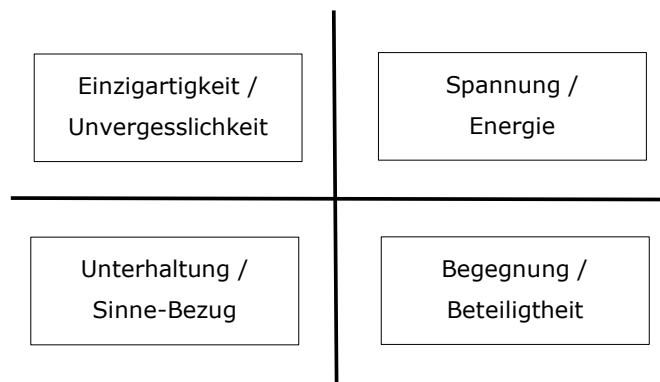 Einzigartigkeit /
Unvergesslichkeit
Spannung /
Energie
Unterhaltung /
Sinne-Bezug
Begegnung /
Beteiligtheit